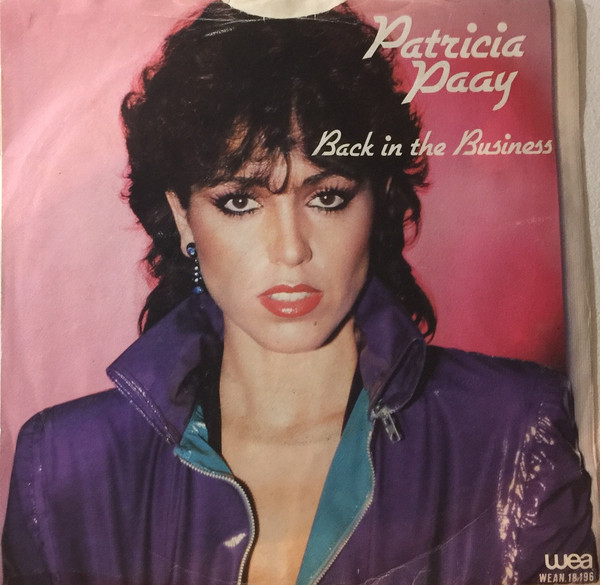 Patricia
Paay
Back in the Business
wea
WEAN.18.196